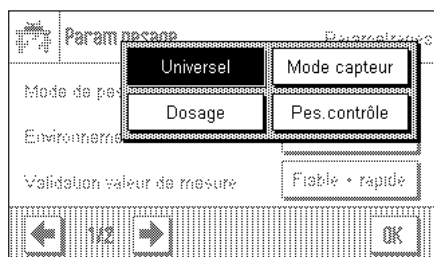 Param pesage Paramétrages
Universel Mode capteur
Mode de pes
Dosage Pes.contrôle
Environneme
Validation valeur de mesure Fiable + rapide
1/2 OK